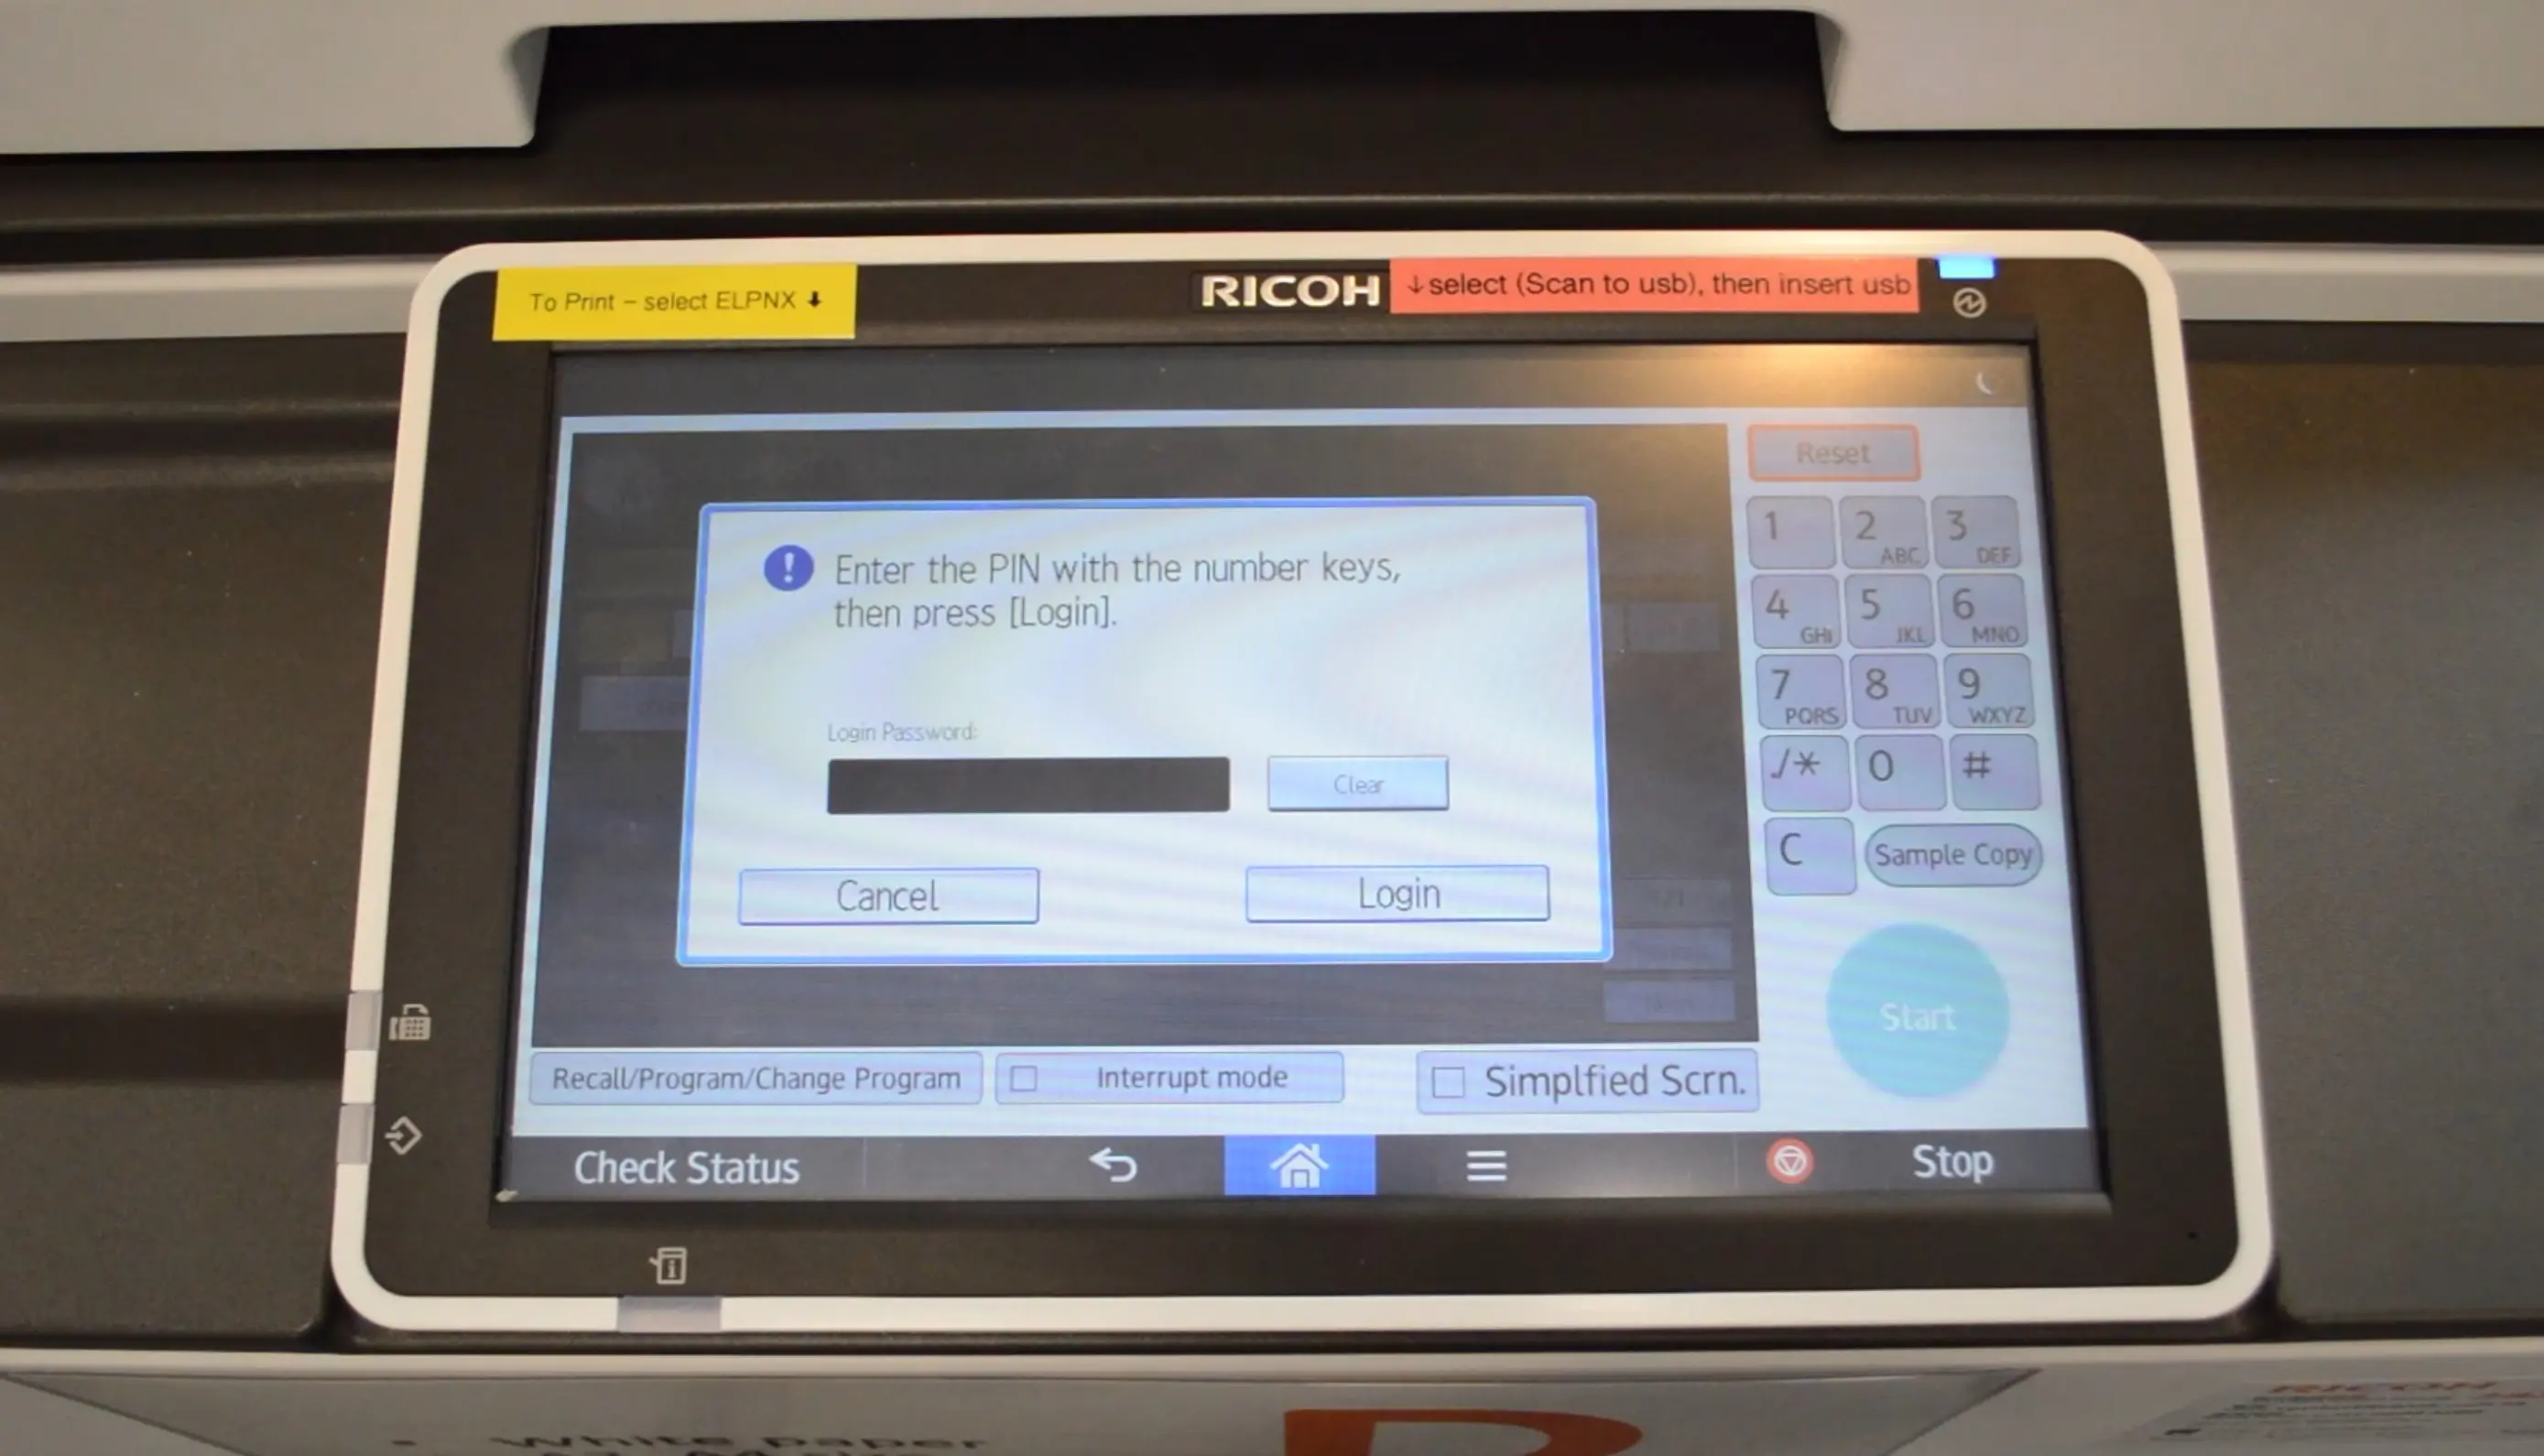 To Print – select ELPNX ⬇
RICOH
↓select (Scan to usb), then insert usb
Reset
Enter the PIN with the number keys,
then press [Login].
Login Password:
Clear
Cancel
Login
1
2 ABC
3 DEF
4 GHI
5 JKL
6 MNO
7 PQRS
8 TUV
9 WXYZ
./*
0
#
C
Sample Copy
Start
Recall/Program/Change Program
Interrupt mode
Simplfied Scrn.
Check Status
Stop
White paper
RICOH